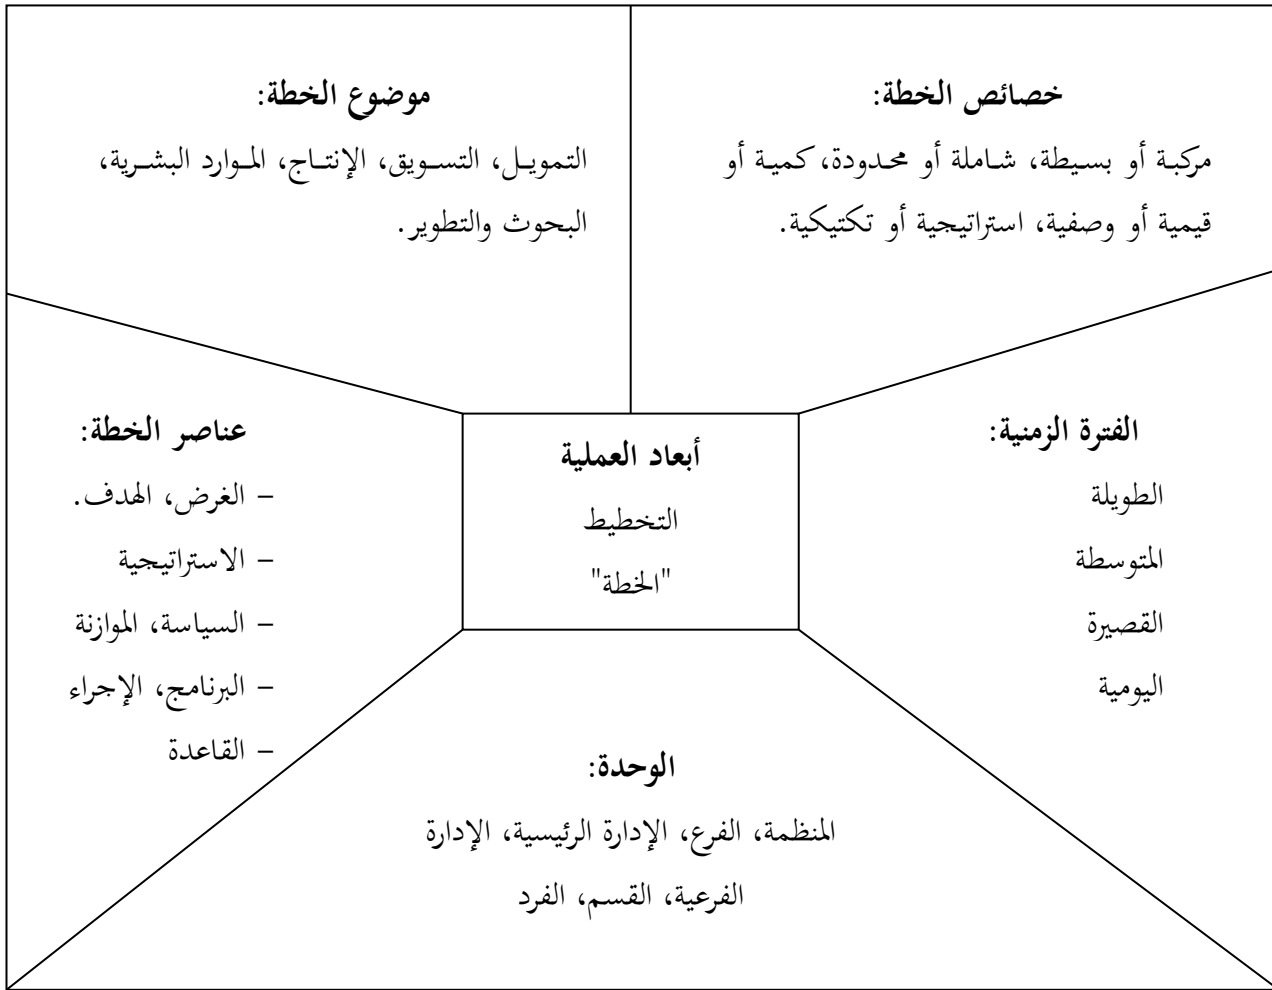 خصائص الخطة:
مركبة أو بسيطة، شاملة أو محدودة، كمية أو
قيمية أو وصفية، استراتيجية أو تكتيكية.
موضوع الخطة:
التمويل، التسويق، الإنتاج، الموارد البشرية،
البحوث والتطوير.
الفترة الزمنية:
الطويلة
المتوسطة
القصيرة
اليومية
أبعاد العملية
التخطيط
"الخطة"
عناصر الخطة:
– الغرض، الهدف.
– الاستراتيجية
– السياسة، الموازنة
– البرنامج، الإجراء
– القاعدة
الوحدة:
المنظمة، الفرع، الإدارة الرئيسية، الإدارة
الفرعية، القسم، الفرد